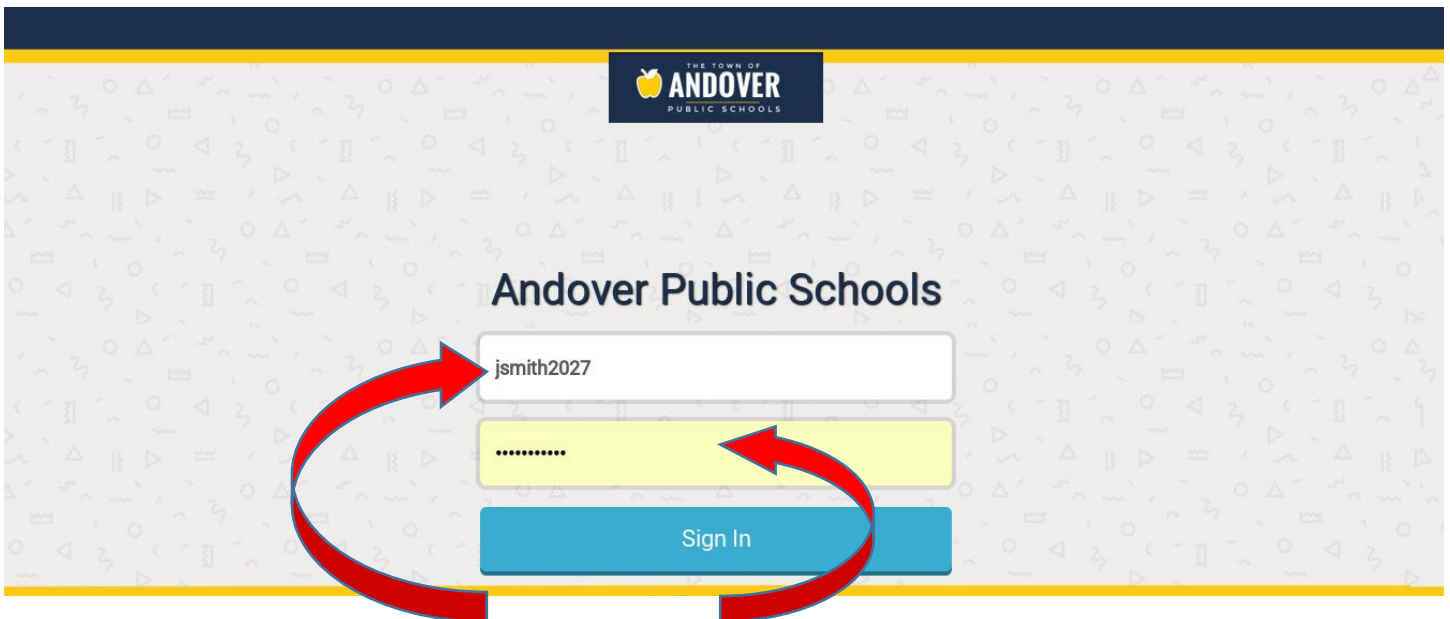 THE TOWN OF
ANDOVER
PUBLIC SCHOOLS
Andover Public Schools
jsmith2027
•••••••••••
Sign In